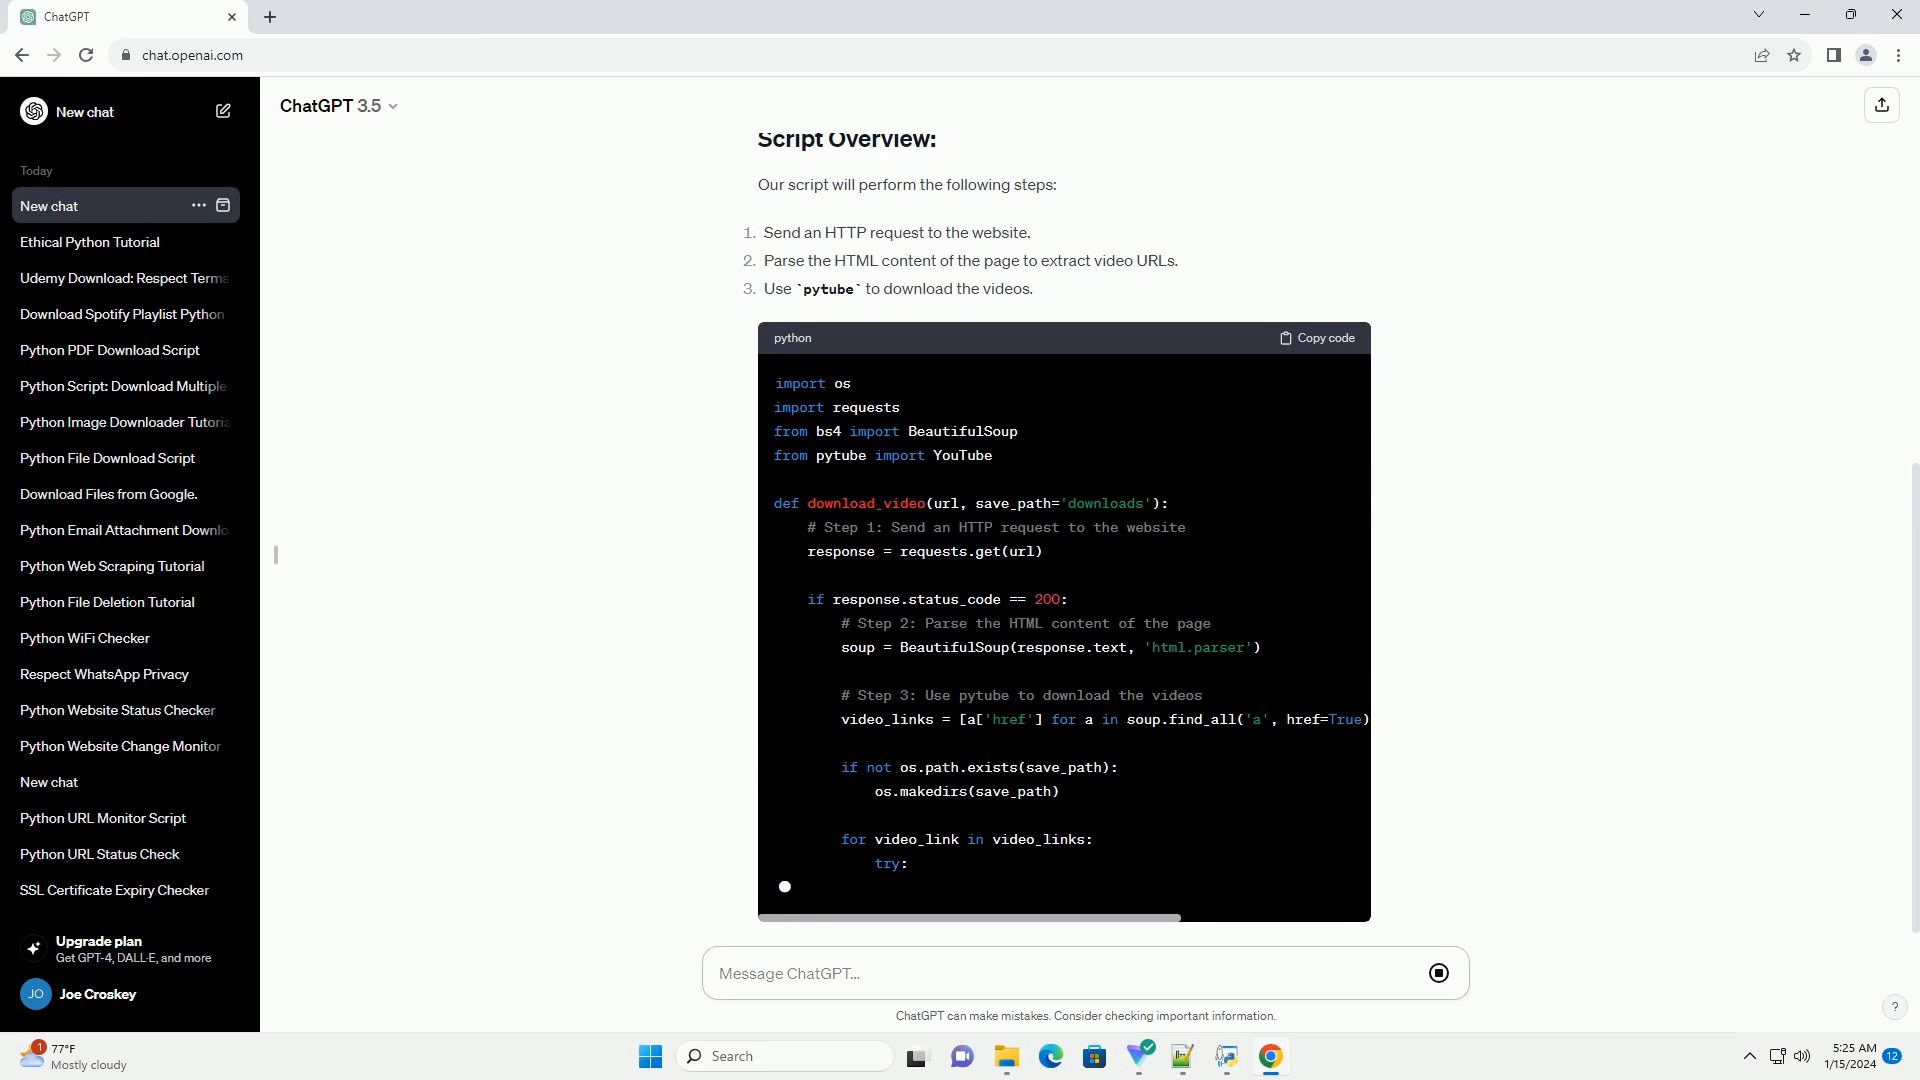 ChatGPT
chat.openai.com
New chat
ChatGPT 3.5
Today
New chat
Ethical Python Tutorial
Udemy Download: Respect Terms
Download Spotify Playlist Python
Python PDF Download Script
Python Script: Download Multiple
Python Image Downloader Tutoria
Python File Download Script
Download Files from Google.
Python Email Attachment Downlo
Python Web Scraping Tutorial
Python File Deletion Tutorial
Python WiFi Checker
Respect WhatsApp Privacy
Python Website Status Checker
Python Website Change Monitor
New chat
Python URL Monitor Script
Python URL Status Check
SSL Certificate Expiry Checker
Upgrade plan
Get GPT-4, DALL·E, and more
JO Joe Croskey
Script Overview:
Our script will perform the following steps:
1. Send an HTTP request to the website.
2. Parse the HTML content of the page to extract video URLs.
3. Use `pytube` to download the videos.
python Copy code
import os
import requests
from bs4 import BeautifulSoup
from pytube import YouTube
def download_video(url, save_path='downloads'):
# Step 1: Send an HTTP request to the website
response = requests.get(url)
if response.status_code == 200:
# Step 2: Parse the HTML content of the page
soup = BeautifulSoup(response.text, 'html.parser')
# Step 3: Use pytube to download the videos
video_links = [a['href'] for a in soup.find_all('a', href=True)
if not os.path.exists(save_path):
os.makedirs(save_path)
for video_link in video_links:
try:
Message ChatGPT...
ChatGPT can make mistakes. Consider checking important information.
?
1
77°F
Mostly cloudy
Search
5:25 AM
1/15/2024
12